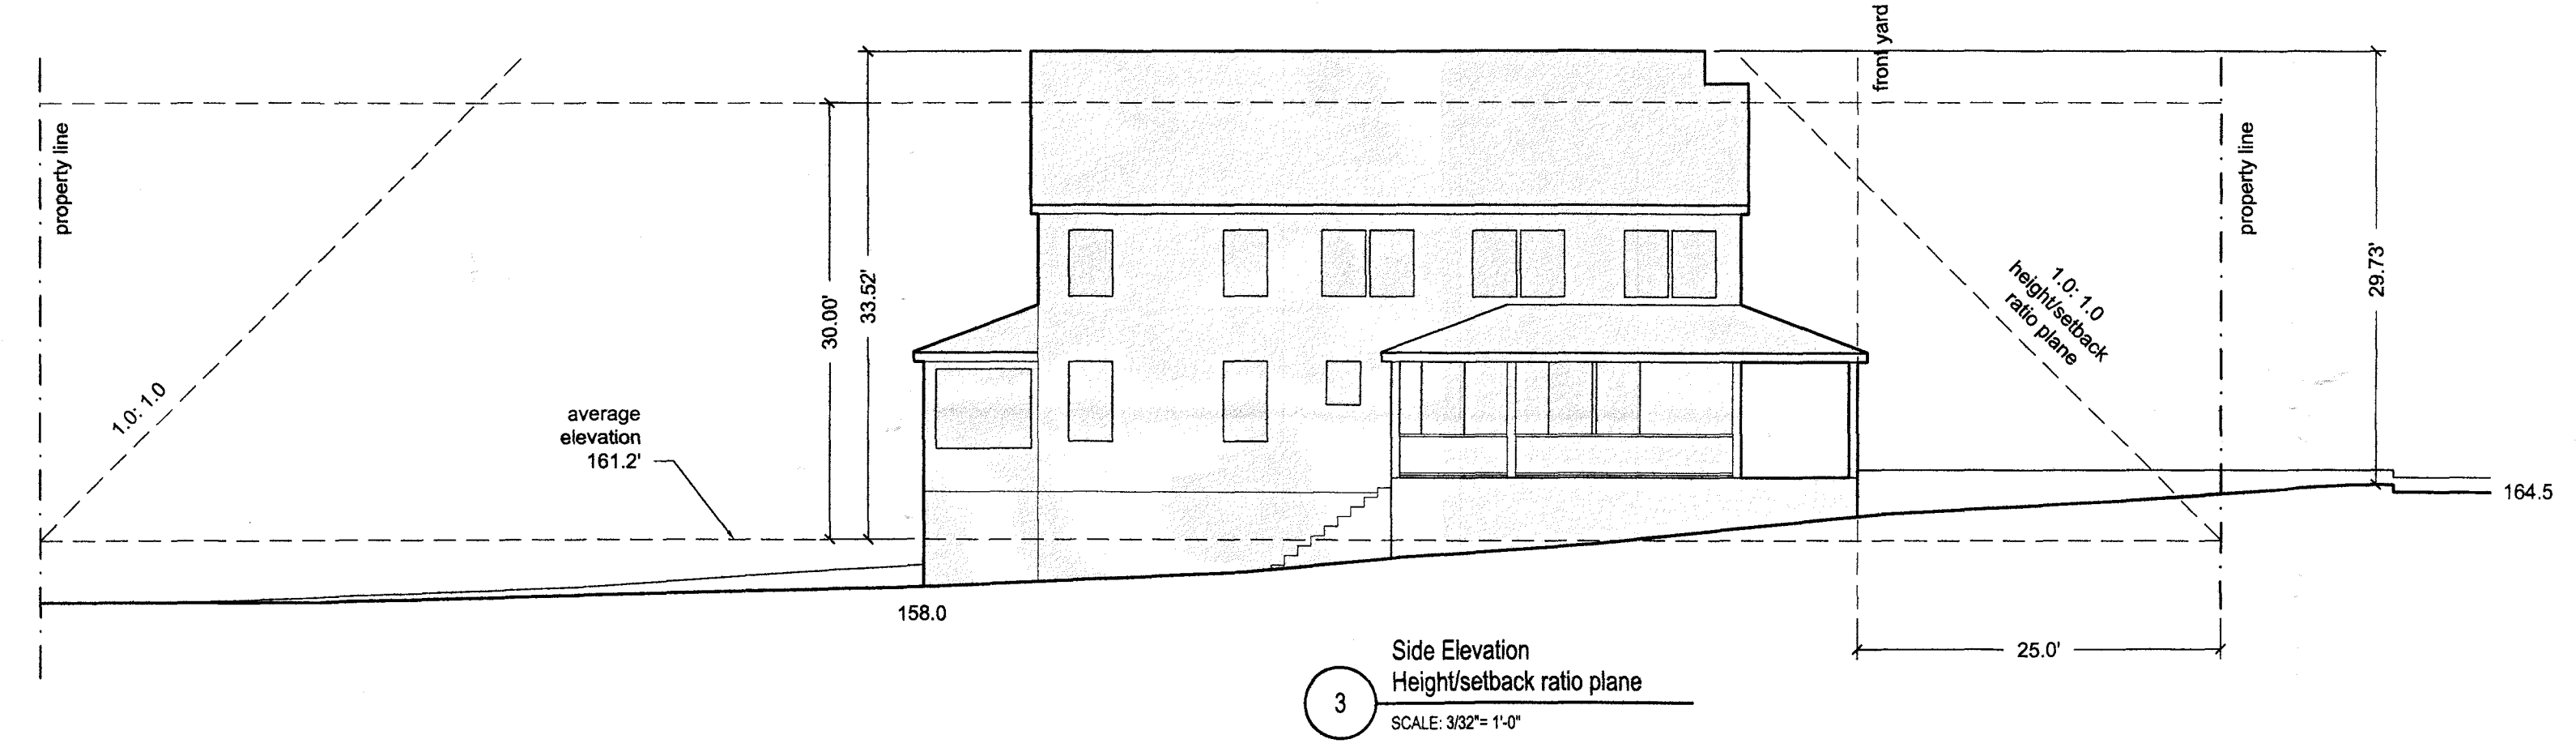 front yard
property line
property line
30.00'
33.52'
29.73'
1.0: 1.0
1.0: 1.0
height/setback
ratio plane
average
elevation
161.2'
164.5
158.0
25.0'
3
Side Elevation
Height/setback ratio plane
SCALE: 3/32"= 1'-0"